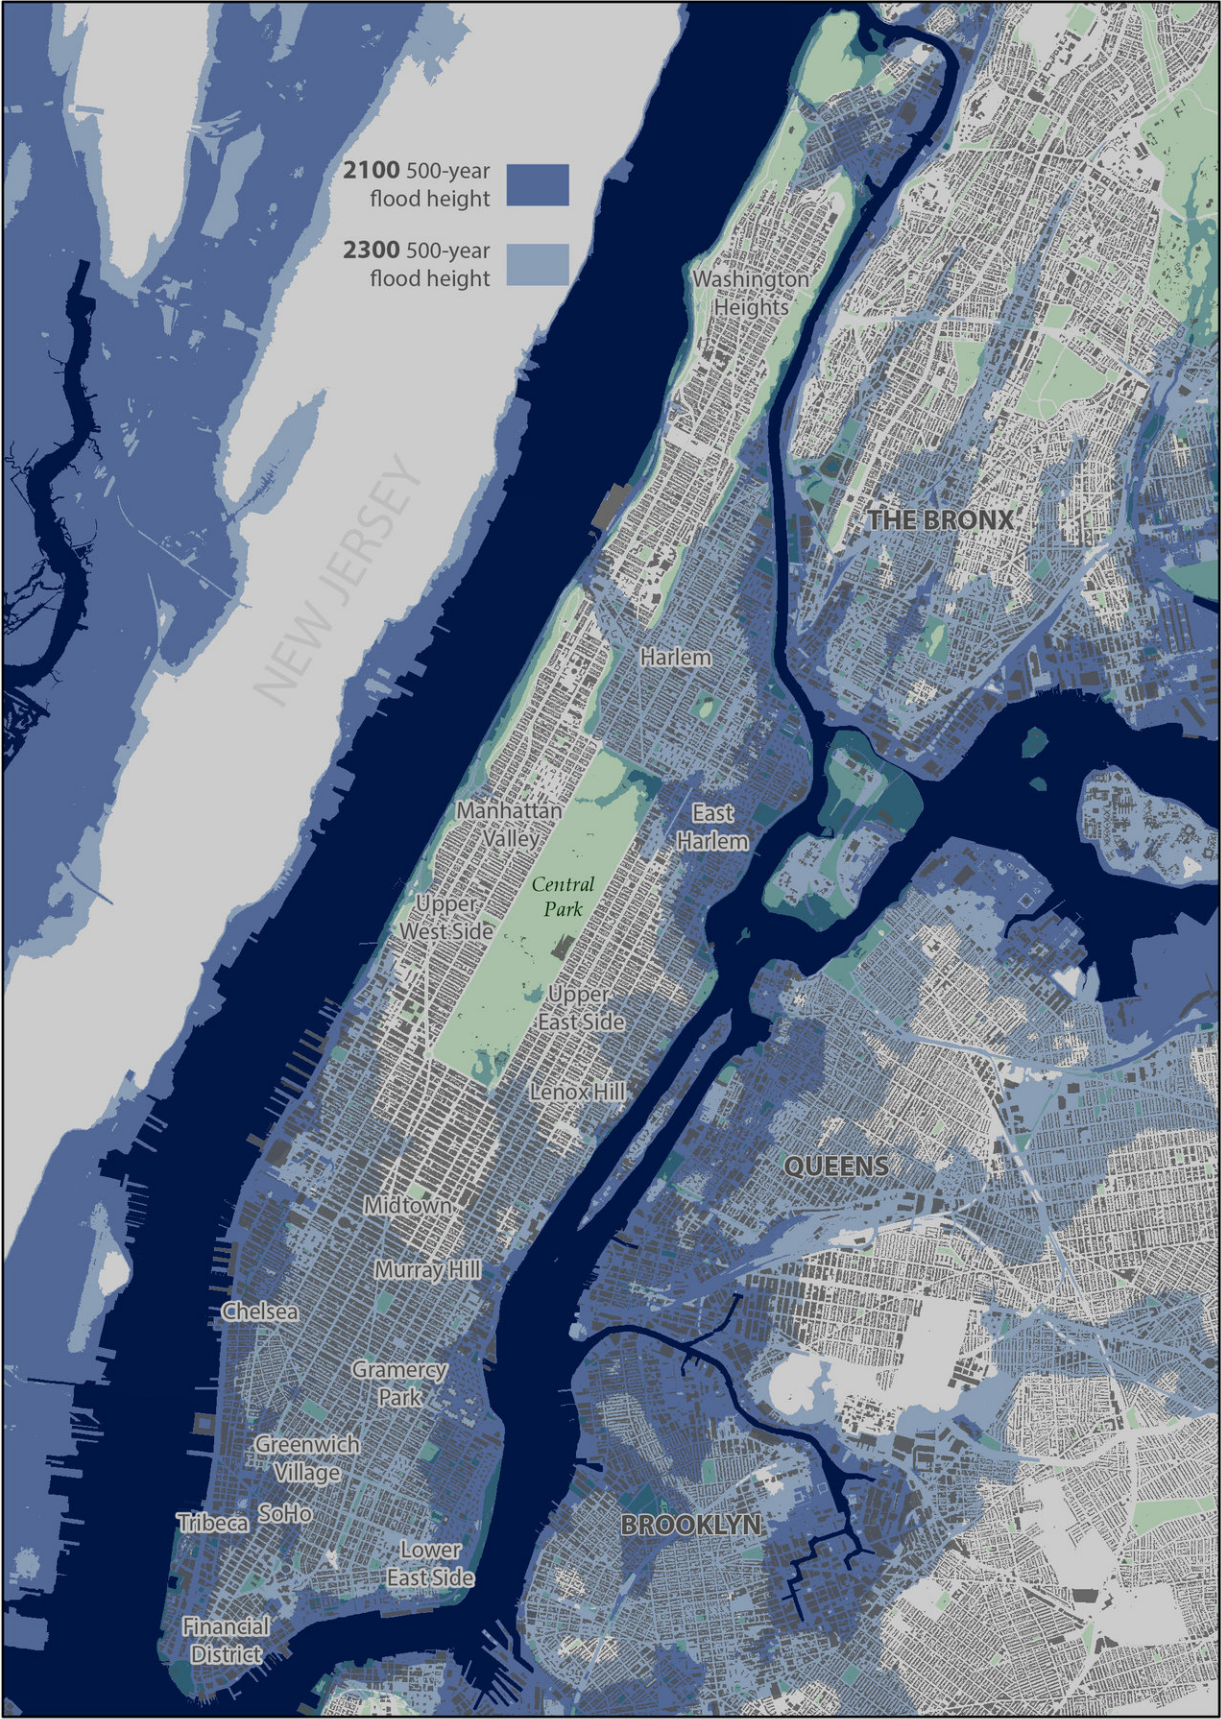 2100 500-year
flood height
2300 500-year
flood height
Washington
Heights
NEW JERSEY
THE BRONX
Harlem
Manhattan
Valley
East
Harlem
Central
Park
Upper
West Side
Upper
East Side
Lenox Hill
QUEENS
Midtown
Murray Hill
Chelsea
Gramercy
Park
Greenwich
Village
SoHo
Tribeca
BROOKLYN
Lower
East Side
Financial
District